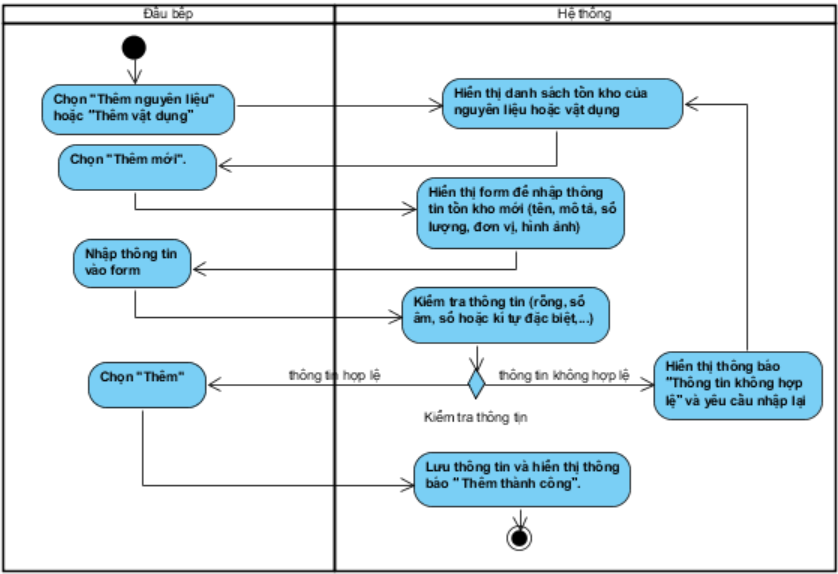 Đầu bếp
Hệ thống
Chọn "Thêm nguyên liệu"
hoặc "Thêm vật dụng"
Hiển thị danh sách tồn kho của
nguyên liệu hoặc vật dụng
Chọn "Thêm mới".
Hiển thị form để nhập thông
tin tồn kho mới (tên, mô tả, số
lượng, đơn vị, hình ảnh)
Nhập thông tin
vào form
Kiểm tra thông tin (rỗng, số
âm, số hoặc kí tự đặc biệt,...)
Chọn "Thêm"
thông tin hợp lệ
thông tin không hợp lệ
Hiển thị thông báo
"Thông tin không hợp
lệ" và yêu cầu nhập lại
Kiểm tra thông tin
Lưu thông tin và hiển thị thông
báo " Thêm thành công".